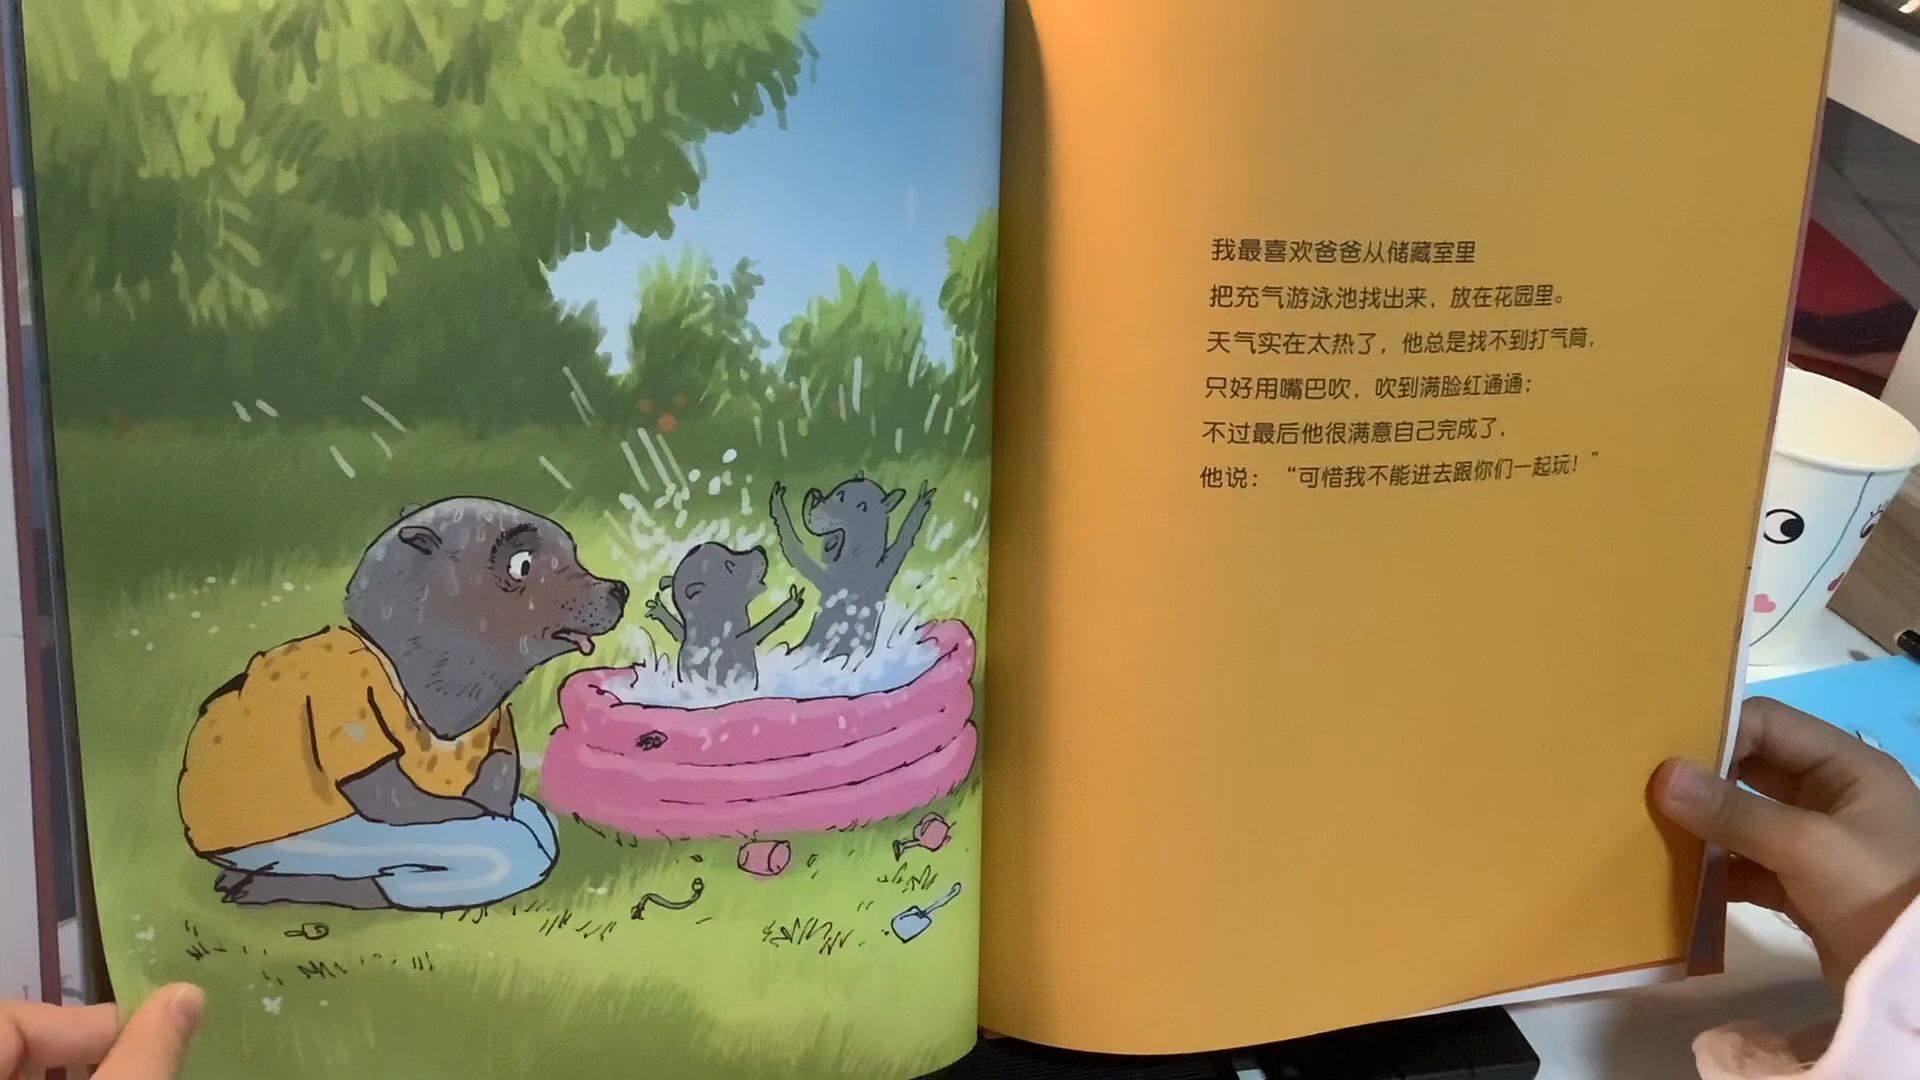 我最喜欢爸爸从储藏室里
把充气游泳池找出来，放在花园里。
天气实在太热了，他总是找不到打气筒，
只好用嘴巴吹，吹到满脸红通通；
不过最后他很满意自己完成了，
他说：“可惜我不能进去跟你们一起玩！”